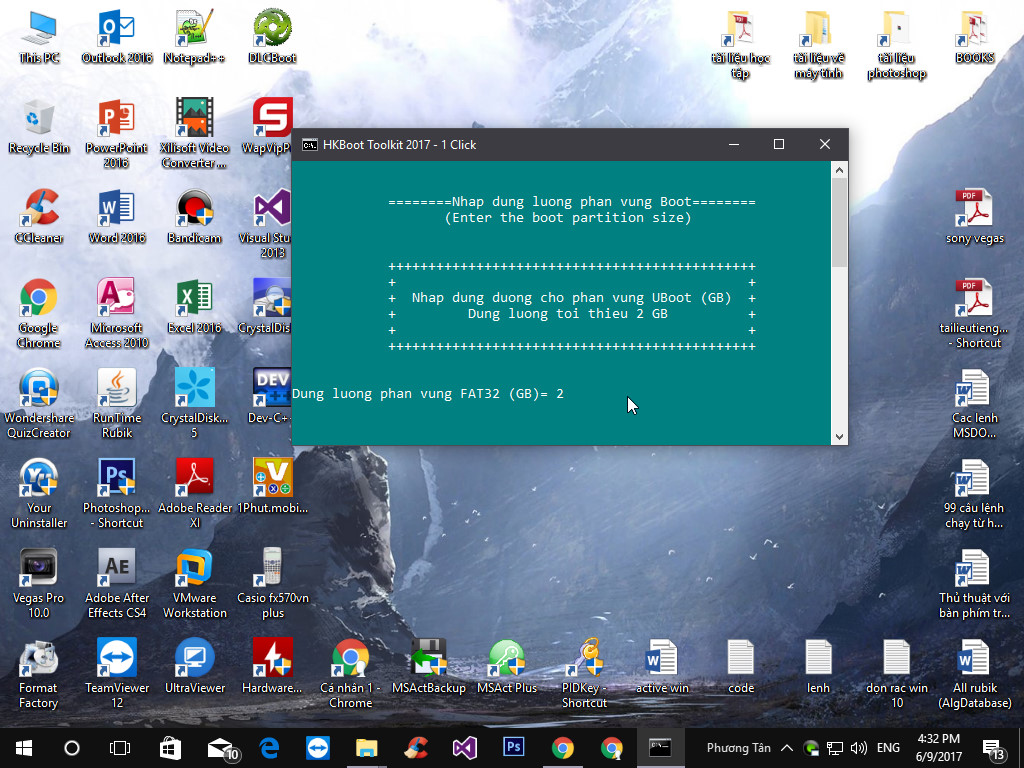 This PC
Outlook 2016
Notepad++
DLCBoot
tài liệu học
tập
tài liệu về
máy tính
tài liệu
photoshop
BOOKS
Recycle Bin
PowerPoint
2016
Xilisoft Video
Converter ...
WapVipP
HKBoot Toolkit 2017 - 1 Click
========Nhap dung luong phan vung Boot========
(Enter the boot partition size)
++++++++++++++++++++++++++++++++++++++++++++++
+ +
+ Nhap dung duong cho phan vung UBoot (GB) +
+ Dung luong toi thieu 2 GB +
+ +
++++++++++++++++++++++++++++++++++++++++++++++
Dung luong phan vung FAT32 (GB)= 2
CCleaner
Word 2016
Bandicam
Visual Stu
2013
sony vegas
Google
Chrome
Microsoft
Access 2010
Excel 2016
CrystalDisk
tailieutieng...
- Shortcut
Wondershare
QuizCreator
RunTime
Rubik
CrystalDisk...
5
DEV
Dev-C+
Cac lenh
MSDO...
Your
Uninstaller
Photoshop...
- Shortcut
Adobe Reader
XI
1Phut.mobi...
99 câu lệnh
chạy từ h...
Vegas Pro
10.0
Adobe After
Effects CS4
VMware
Workstation
Casio fx570vn
plus
Thủ thuật với
bàn phím tr...
Format
Factory
TeamViewer
12
UltraViewer
Hardware...
Cá nhân 1 -
Chrome
MSActBackup
MSAct Plus
PIDKey -
Shortcut
active win
code
lenh
dọn rac win
10
All rubik
(AlgDatabase)
10
Phương Tân
ENG
4:32 PM
6/9/2017
13